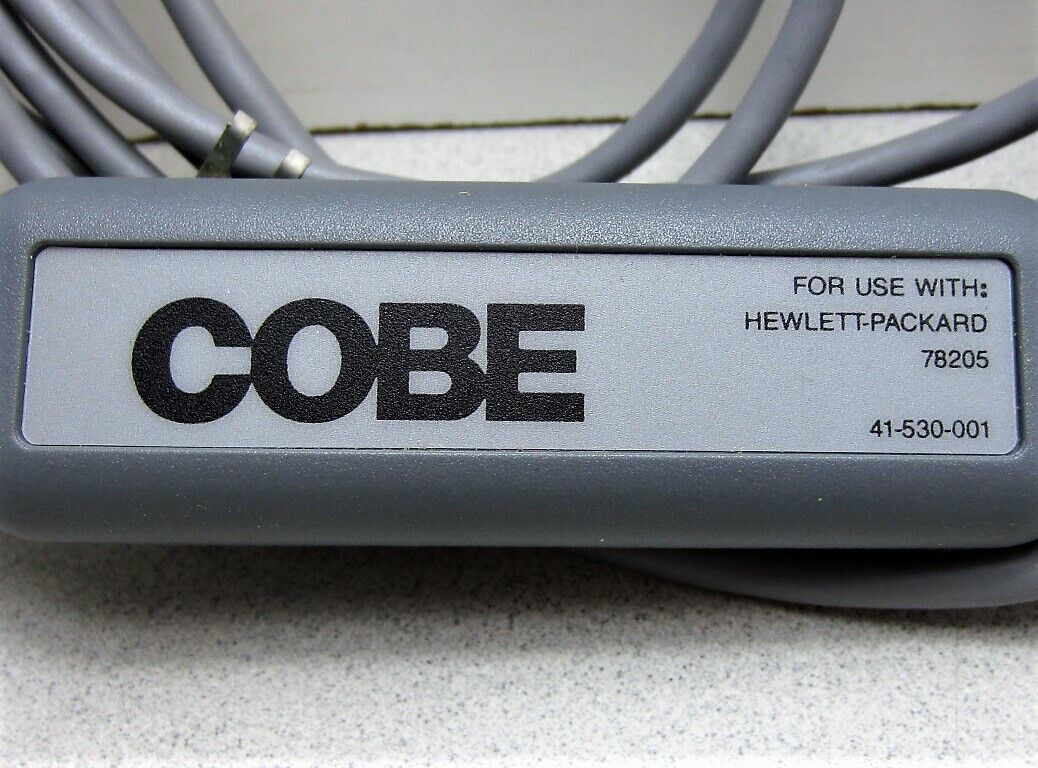 COBE
FOR USE WITH:
HEWLETT-PACKARD
78205
41-530-001